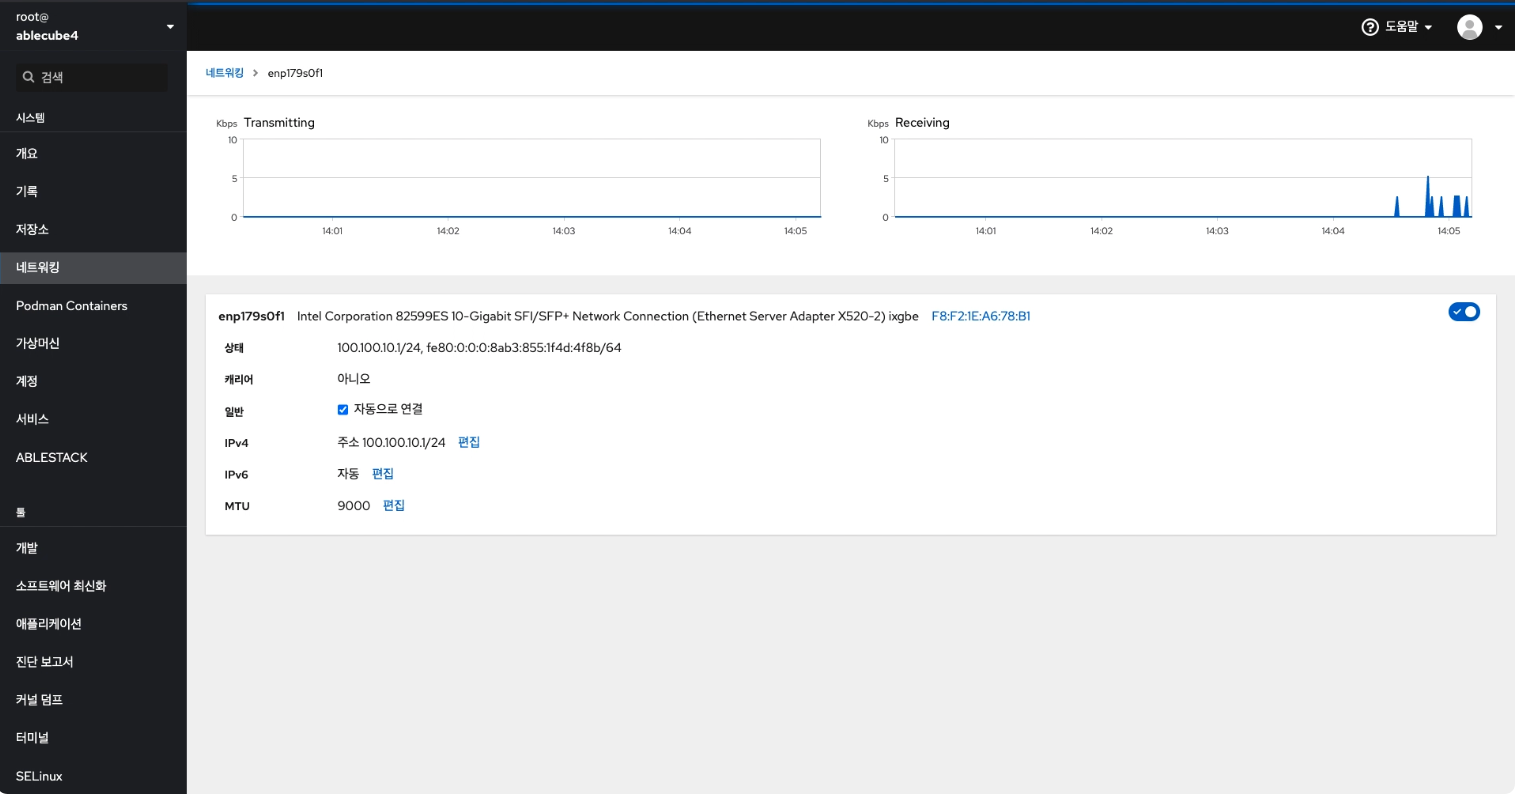 root@
ablecube4
검색
시스템
개요
기록
저장소
네트워킹
Podman Containers
가상머신
계정
서비스
ABLESTACK
툴
개발
소프트웨어 최신화
애플리케이션
진단 보고서
커널 덤프
터미널
SELinux
도움말
네트워킹 > enp179s0f1
Kbps Transmitting
10
5
0
14:01 14:02 14:03 14:04 14:05
Kbps Receiving
10
5
0
14:01 14:02 14:03 14:04 14:05
enp179s0f1 Intel Corporation 82599ES 10-Gigabit SFI/SFP+ Network Connection (Ethernet Server Adapter X520-2) ixgbe F8:F2:1E:A6:78:B1
상태 100.100.10.1/24, fe80:0:0:0:8ab3:855:1f4d:4f8b/64
캐리어 아니오
일반 자동으로 연결
IPv4 주소 100.100.10.1/24 편집
IPv6 자동 편집
MTU 9000 편집